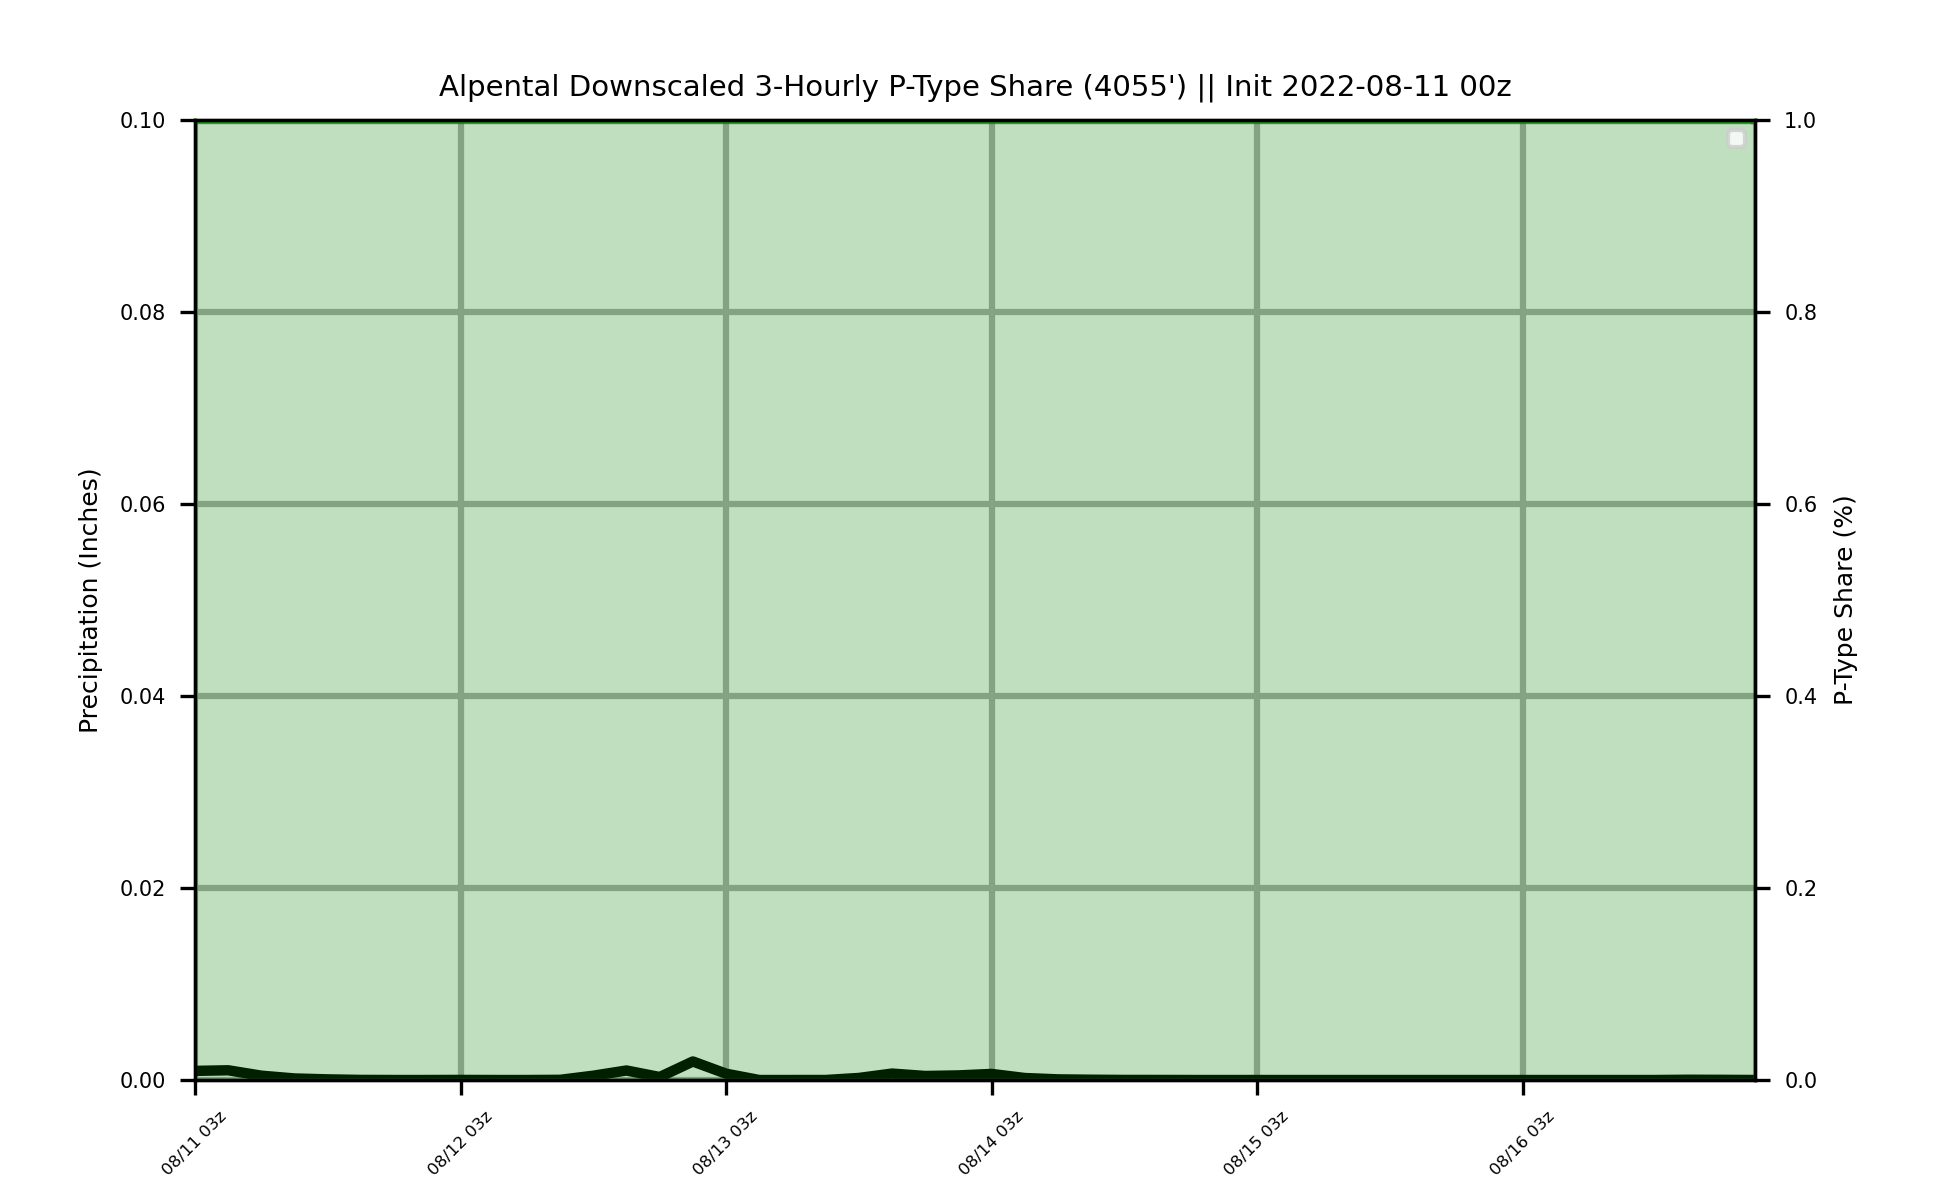 Alpental Downscaled 3-Hourly P-Type Share (4055') || Init 2022-08-11 00z
0.10
0.08
0.06
0.04
0.02
0.00
Precipitation (Inches)
1.0
0.8
0.6
0.4
0.2
0.0
P-Type Share (%)
08/11 03z
08/12 03z
08/13 03z
08/14 03z
08/15 03z
08/16 03z